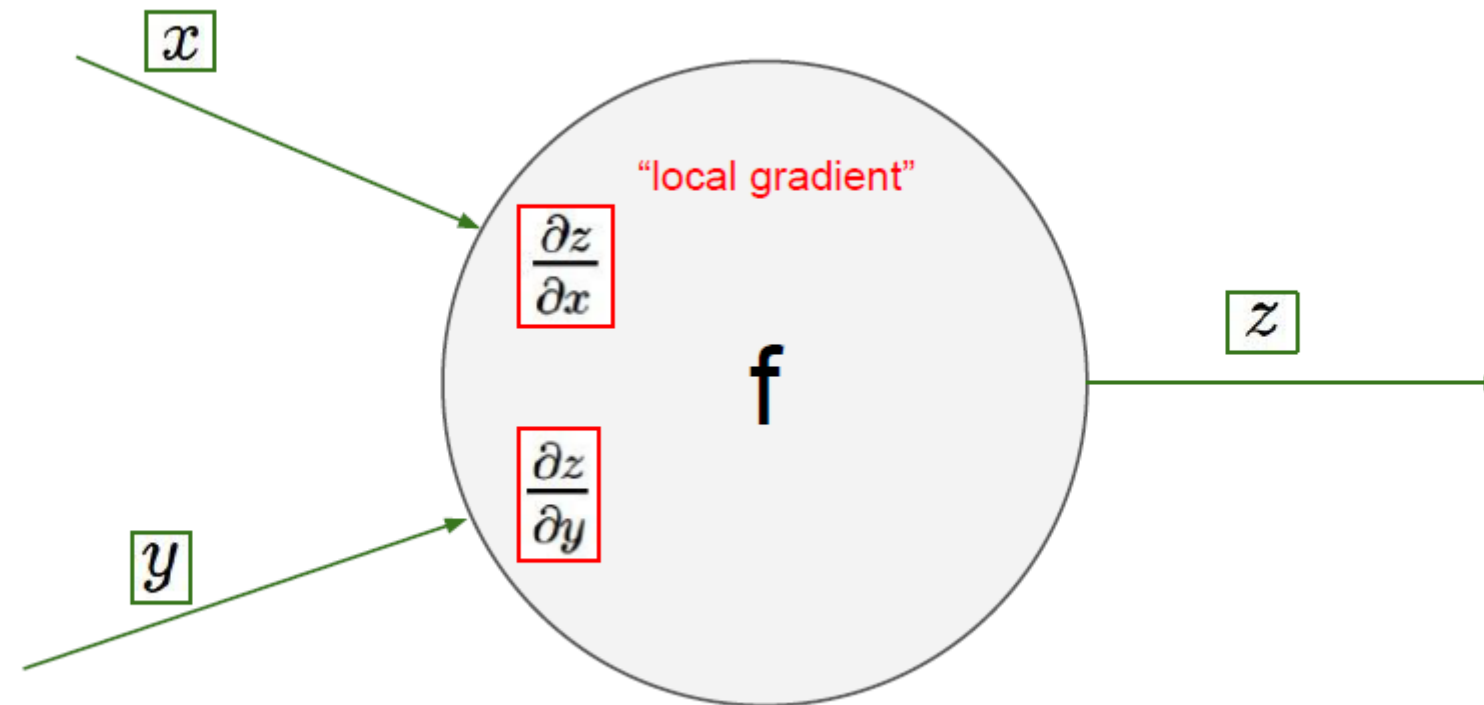 x
“local gradient”
∂z
∂x
z
f
∂z
∂y
y